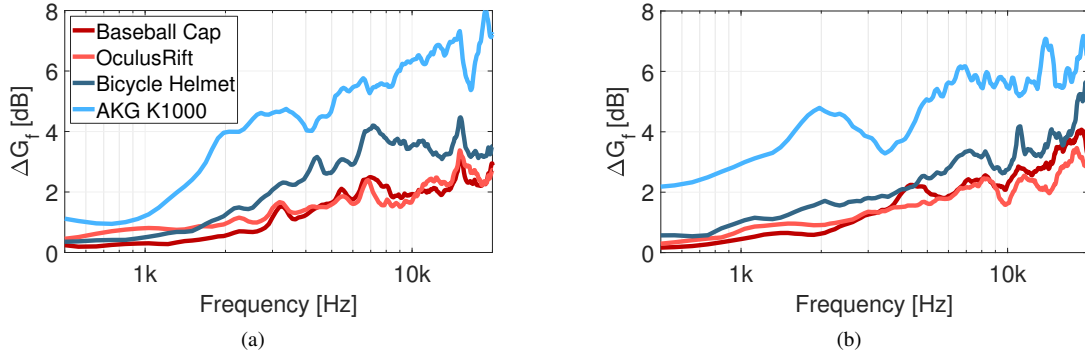 8
6
4
2
0
ΔG_f [dB]
Baseball Cap
OculusRift
Bicycle Helmet
AKG K1000
1k
10k
Frequency [Hz]
(a)
8
6
4
2
0
ΔG_f [dB]
1k
10k
Frequency [Hz]
(b)